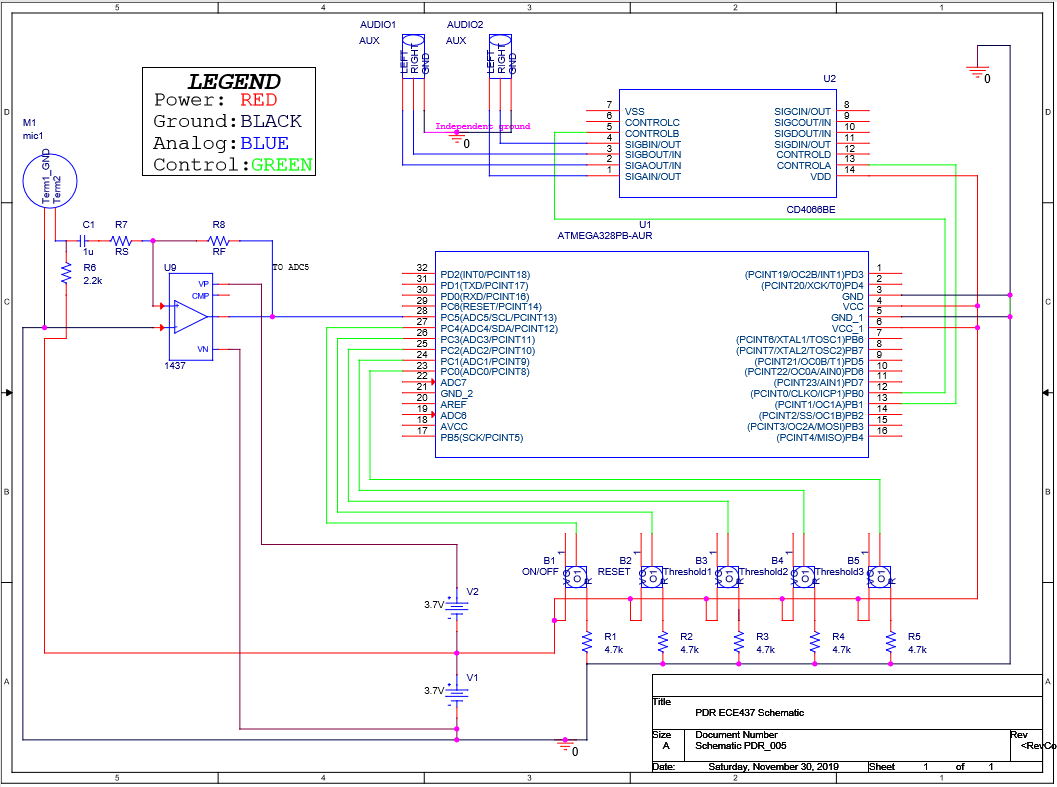 5 4 3 2 1
D
C
B
A
AUDIO1
AUX
LEFT
RIGHT
GND
AUDIO2
AUX
LEFT
RIGHT
GND
LEGEND
Power: RED
Ground:BLACK
Analog:BLUE
Control:GREEN
Independent ground
0
0
U2
7 VSS
6 CONTROLC
5 CONTROLB
4 SIGBIN/OUT
3 SIGBOUT/IN
2 SIGAOUT/IN
1 SIGAIN/OUT
SIGCIN/OUT 8
SIGCOUT/IN 9
SIGDOUT/IN 10
SIGDIN/OUT 11
CONTROLD 12
CONTROLA 13
VDD 14
CD4066BE
M1
mic1
Term1_GND
Term2
C1
1u
R7
RS
R8
RF
R6
2.2k
U9
VP
CMP
VN
1437
TO ADC5
U1
ATMEGA328PB-AUR
32 PD2(INT0/PCINT18)
31 PD1(TXD/PCINT17)
30 PD0(RXD/PCINT16)
29 PC6(RESET/PCINT14)
28 PC5(ADC5/SCL/PCINT13)
27 PC4(ADC4/SDA/PCINT12)
26 PC3(ADC3/PCINT11)
25 PC2(ADC2/PCINT10)
24 PC1(ADC1/PCINT9)
23 PC0(ADC0/PCINT8)
22 ADC7
21 GND_2
20 AREF
19 ADC6
18 AVCC
17 PB5(SCK/PCINT5)
(PCINT19/OC2B/INT1)PD3 1
(PCINT20/XCK/T0)PD4 2
GND 3
VCC 4
GND_1 5
VCC_1 6
(PCINT6/XTAL1/TOSC1)PB6 7
(PCINT7/XTAL2/TOSC2)PB7 8
(PCINT21/OC0B/T1)PD5 9
(PCINT22/OC0A/AIN0)PD6 10
(PCINT23/AIN1)PD7 11
(PCINT0/CLKO/ICP1)PB0 12
(PCINT1/OC1A)PB1 13
(PCINT2/SS/OC1B)PB2 14
(PCINT3/OC2A/MOSI)PB3 15
(PCINT4/MISO)PB4 16
B1
ON/OFF
1
O1
B2
RESET
1
O1
B3
Threshold1
1
O1
B4
Threshold2
1
O1
B5
Threshold3
1
O1
V2
3.7V
V1
3.7V
R1
4.7k
R2
4.7k
R3
4.7k
R4
4.7k
R5
4.7k
0
Title
PDR ECE437 Schematic
Size
A
Document Number
Schematic PDR_005
Rev
<RevCo
Date: Saturday, November 30, 2019 Sheet 1 of 1
5 4 3 2 1
D
C
B
A